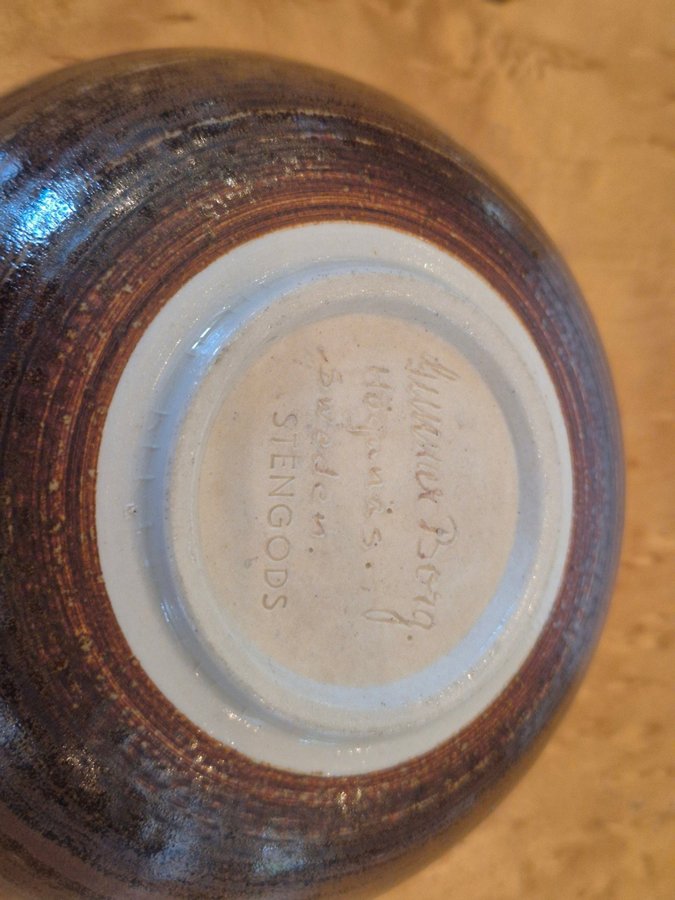 Gunnar Borg.
Höganäs.
Sweden.
STENGODS